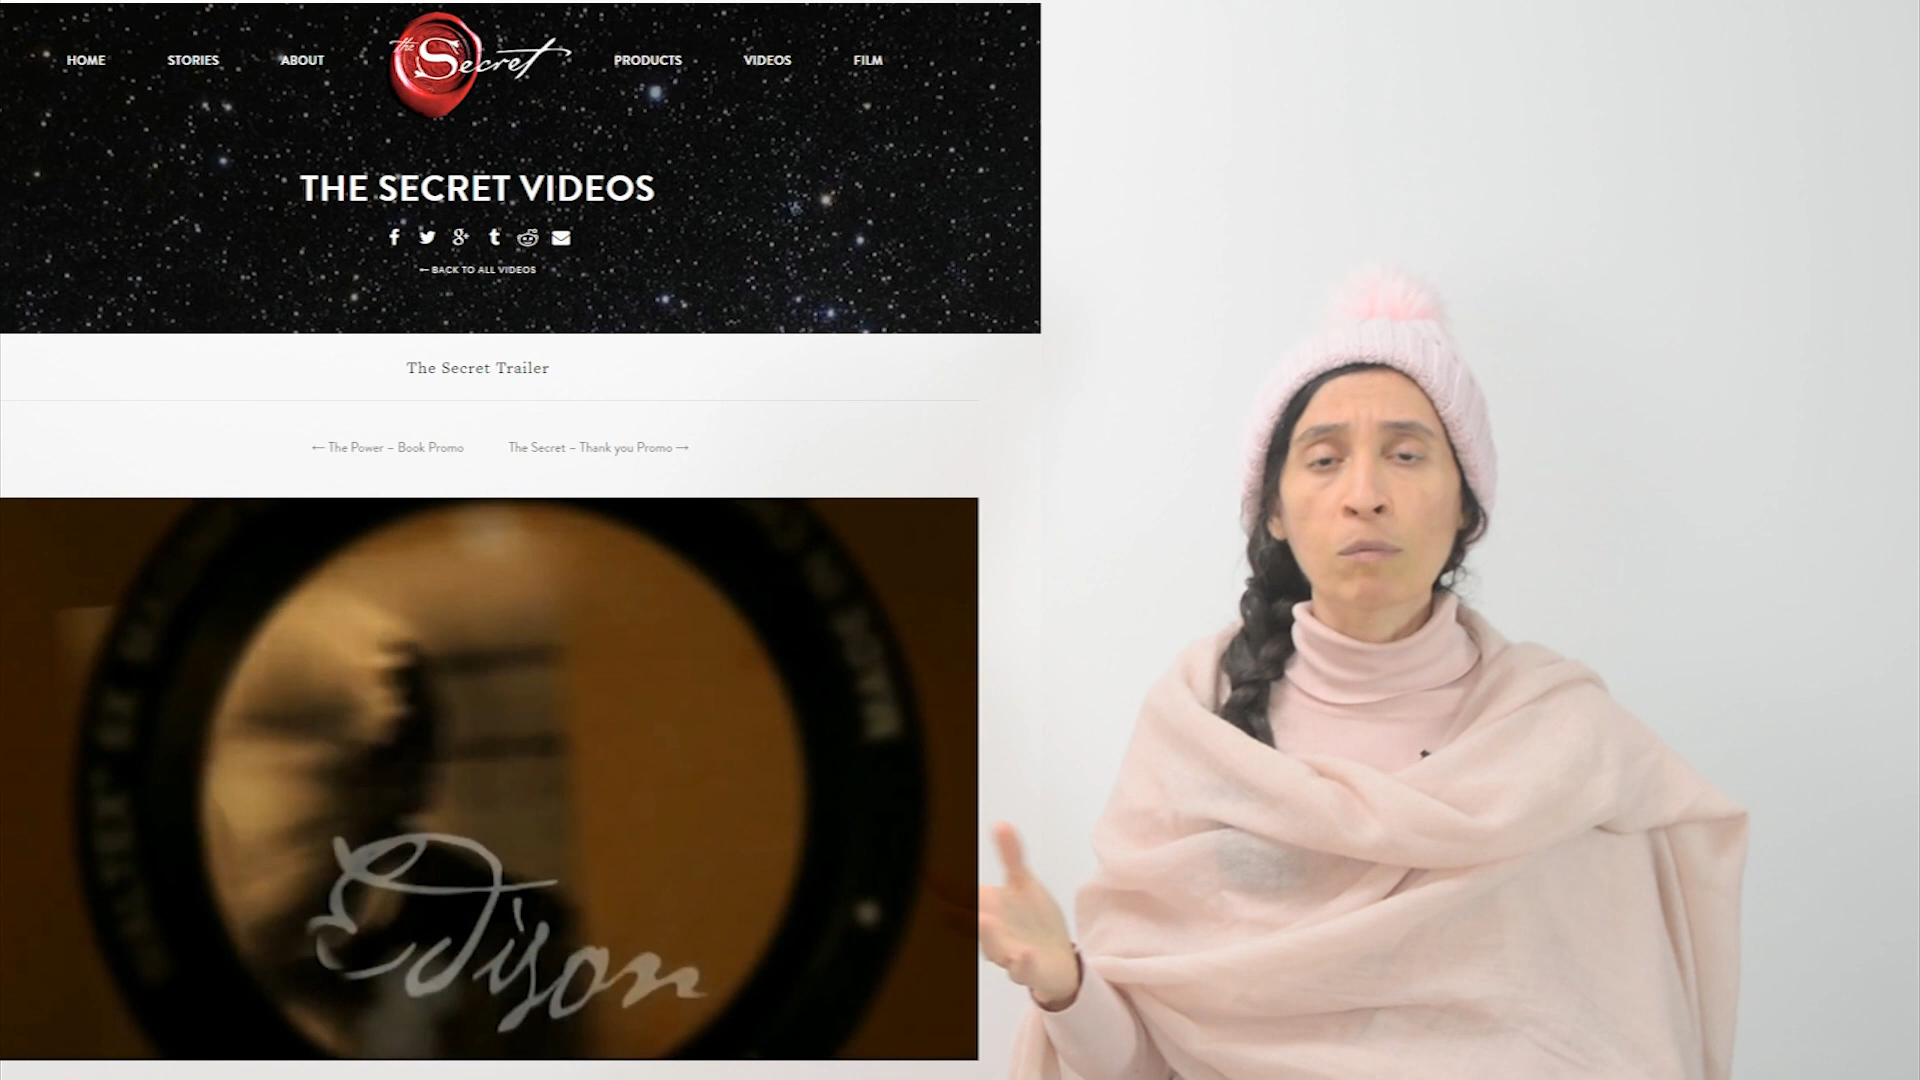 HOME STORIES ABOUT the Secret PRODUCTS VIDEOS FILM
THE SECRET VIDEOS
← BACK TO ALL VIDEOS
The Secret Trailer
← The Power – Book Promo The Secret – Thank you Promo →
Edison